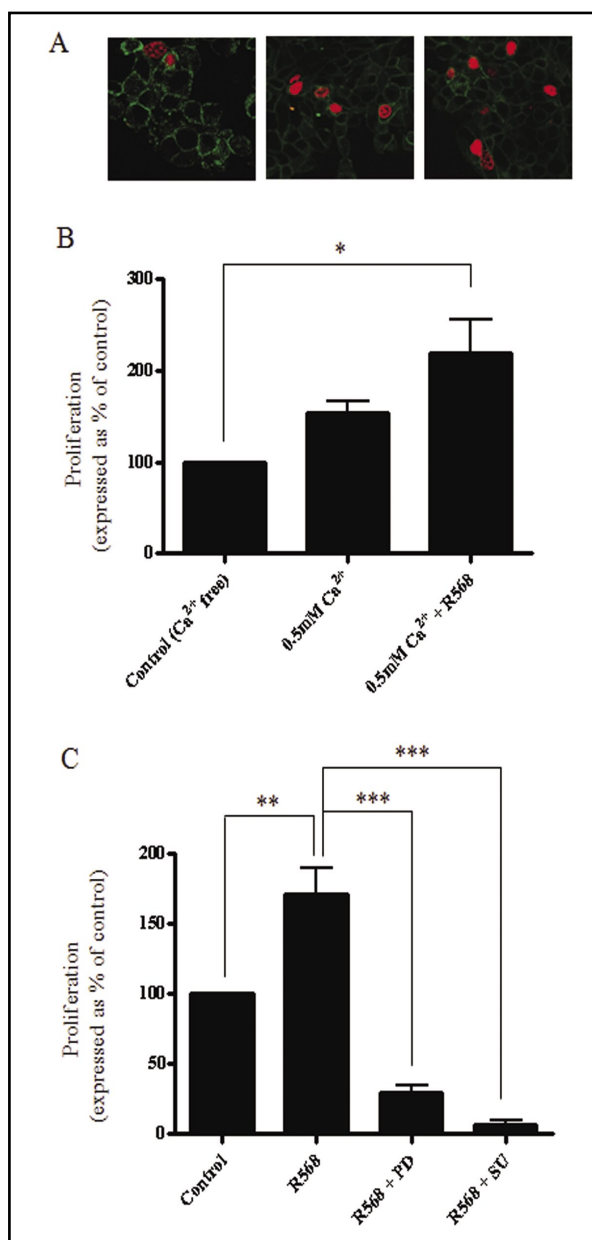 A
B
*
Proliferation
(expressed as % of control)
300
200
100
0
Control (Ca²⁺ free)
0.5mM Ca²⁺
0.5mM Ca²⁺ + R568
C
***
**
***
Proliferation
(expressed as % of control)
200
150
100
50
0
Control
R568
R568 + PD
R568 + SU